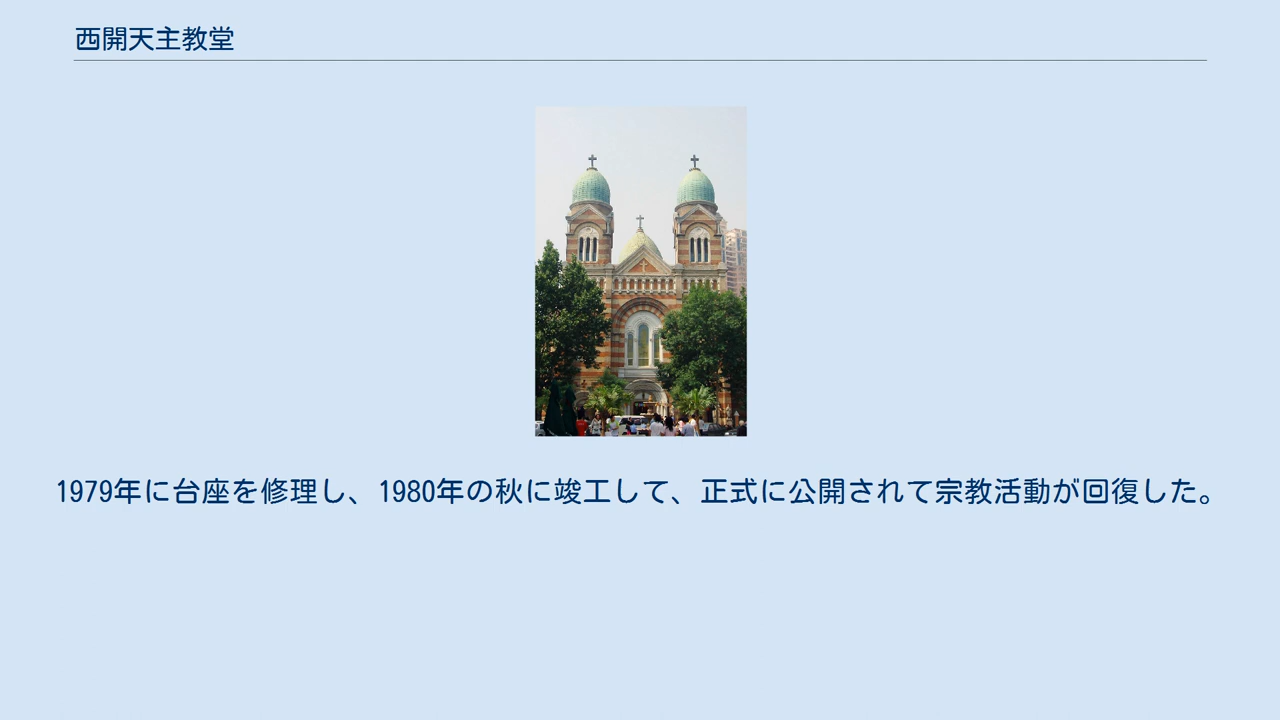 西開天主教堂
1979年に台座を修理し、1980年の秋に竣工して、正式に公開されて宗教活動が回復した。